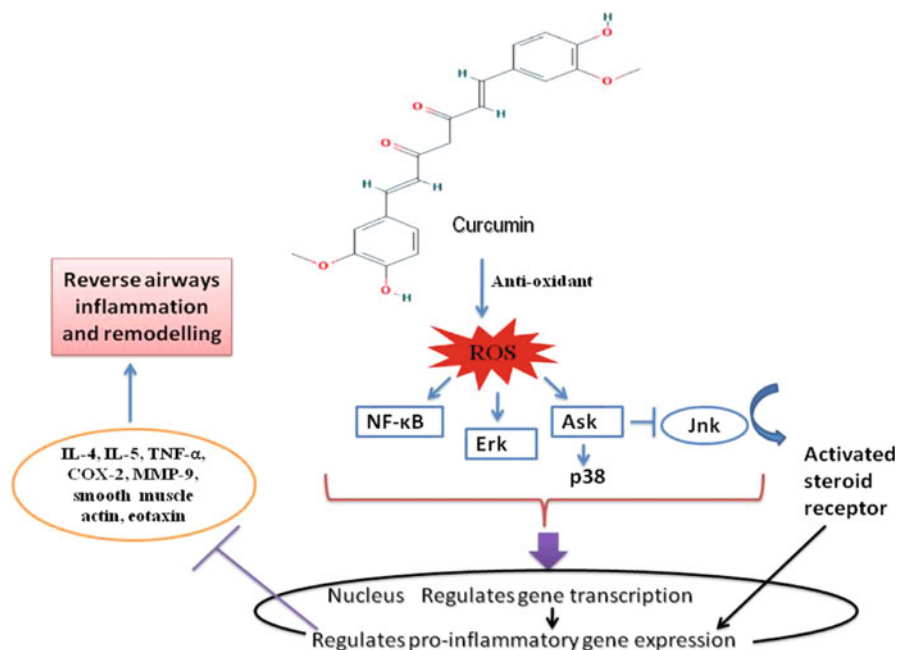 H
O
O
H
H
O
O
H
H
O
O
H
Curcumin
Anti-oxidant
ROS
Reverse airways
inflammation
and remodelling
NF-κB
Erk
Ask
Jnk
p38
IL-4, IL-5, TNF-α,
COX-2, MMP-9,
smooth muscle
actin, eotaxin
Activated
steroid
receptor
Nucleus Regulates gene transcription
Regulates pro-inflammatory gene expression